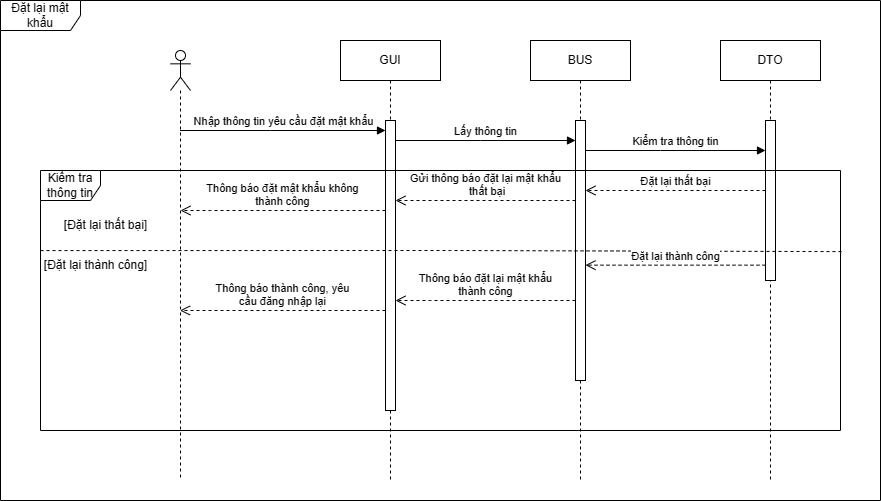 Đặt lại mật
khẩu
GUI
BUS
DTO
Nhập thông tin yêu cầu đặt mật khẩu
Lấy thông tin
Kiểm tra thông tin
Kiểm tra
thông tin
Thông báo đặt mật khẩu không
thành công
Gửi thông báo đặt lại mật khẩu
thất bại
Đặt lại thất bại
[Đặt lại thất bại]
[Đặt lại thành công]
Đặt lại thành công
Thông báo đặt lại mật khẩu
thành công
Thông báo thành công, yêu
cầu đăng nhập lại